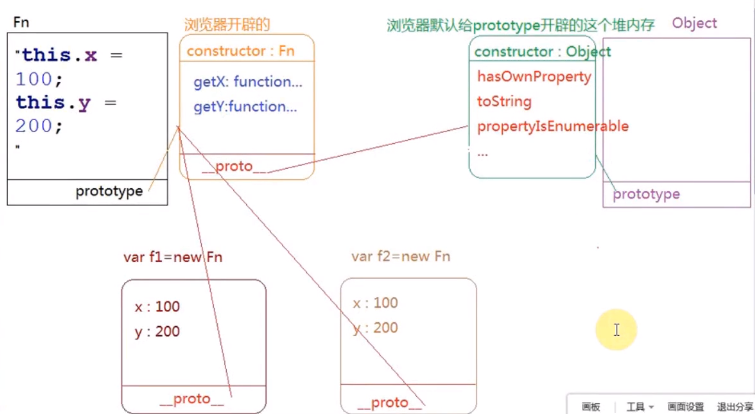 Fn
浏览器开辟的
浏览器默认给prototype开辟的这个堆内存
Object
"this.x =
100;
this.y =
200;
"
prototype
constructor : Fn
getX: function...
getY:function...
__proto__
constructor : Object
hasOwnProperty
toString
propertyIsEnumerable
...
prototype
var f1=new Fn
x : 100
y : 200
__proto__
var f2=new Fn
x : 100
y : 200
__proto__
画板
工具
画面设置
退出分享